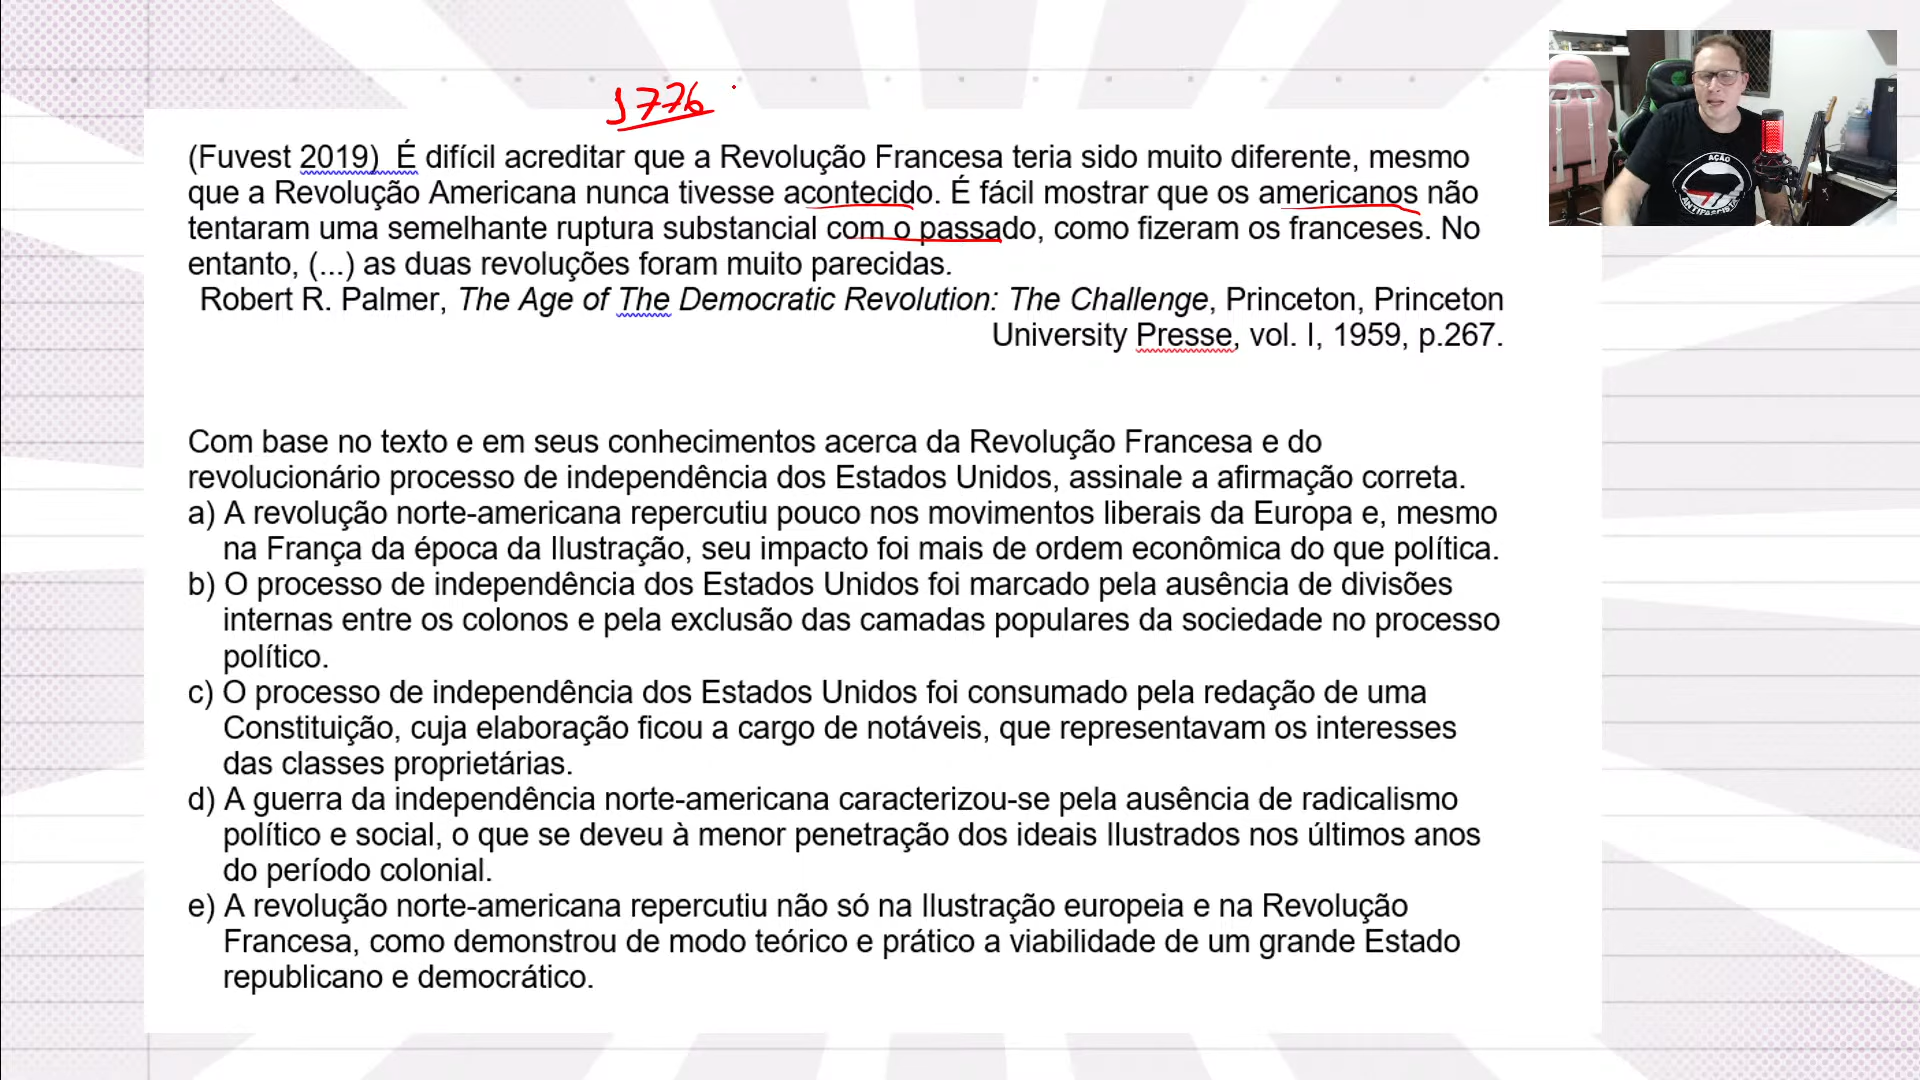 1776
(Fuvest 2019) É difícil acreditar que a Revolução Francesa teria sido muito diferente, mesmo
que a Revolução Americana nunca tivesse acontecido. É fácil mostrar que os americanos não
tentaram uma semelhante ruptura substancial com o passado, como fizeram os franceses. No
entanto, (...) as duas revoluções foram muito parecidas.
Robert R. Palmer, The Age of The Democratic Revolution: The Challenge, Princeton, Princeton
University Presse, vol. I, 1959, p.267.
Com base no texto e em seus conhecimentos acerca da Revolução Francesa e do
revolucionário processo de independência dos Estados Unidos, assinale a afirmação correta.
a) A revolução norte-americana repercutiu pouco nos movimentos liberais da Europa e, mesmo
na França da época da Ilustração, seu impacto foi mais de ordem econômica do que política.
b) O processo de independência dos Estados Unidos foi marcado pela ausência de divisões
internas entre os colonos e pela exclusão das camadas populares da sociedade no processo
político.
c) O processo de independência dos Estados Unidos foi consumado pela redação de uma
Constituição, cuja elaboração ficou a cargo de notáveis, que representavam os interesses
das classes proprietárias.
d) A guerra da independência norte-americana caracterizou-se pela ausência de radicalismo
político e social, o que se deveu à menor penetração dos ideais Ilustrados nos últimos anos
do período colonial.
e) A revolução norte-americana repercutiu não só na Ilustração europeia e na Revolução
Francesa, como demonstrou de modo teórico e prático a viabilidade de um grande Estado
republicano e democrático.
AÇÃO
ANTIFASCISTA